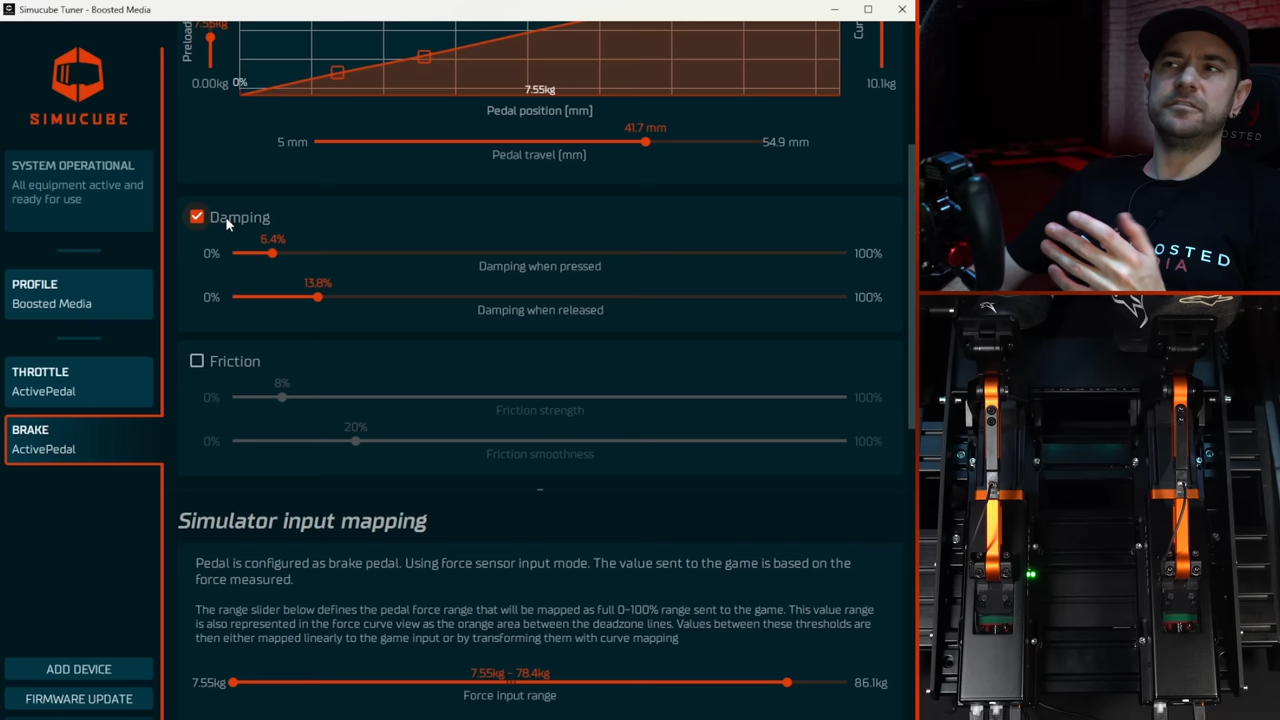 Simucube Tuner - Boosted Media
SIMUCUBE
SYSTEM OPERATIONAL
All equipment active and
ready for use
PROFILE
Boosted Media
THROTTLE
ActivePedal
BRAKE
ActivePedal
ADD DEVICE
FIRMWARE UPDATE
7.55kg
Preload
0.00kg
0%
7.55kg
10.1kg
Pedal position [mm]
41.7 mm
5 mm
54.9 mm
Pedal travel [mm]
Damping
6.4%
0%
100%
Damping when pressed
13.8%
0%
100%
Damping when released
Friction
8%
0%
100%
Friction strength
20%
0%
100%
Friction smoothness
Simulator input mapping
Pedal is configured as brake pedal. Using force sensor input mode. The value sent to the game is based on the
force measured.
The range slider below defines the pedal force range that will be mapped as full 0-100% range sent to the game. This value range
is also represented in the force curve view as the orange area between the deadzone lines. Values between these thresholds are
then either mapped linearly to the game input or by transforming them with curve mapping
7.55kg - 78.4kg
7.55kg
86.1kg
Force input range